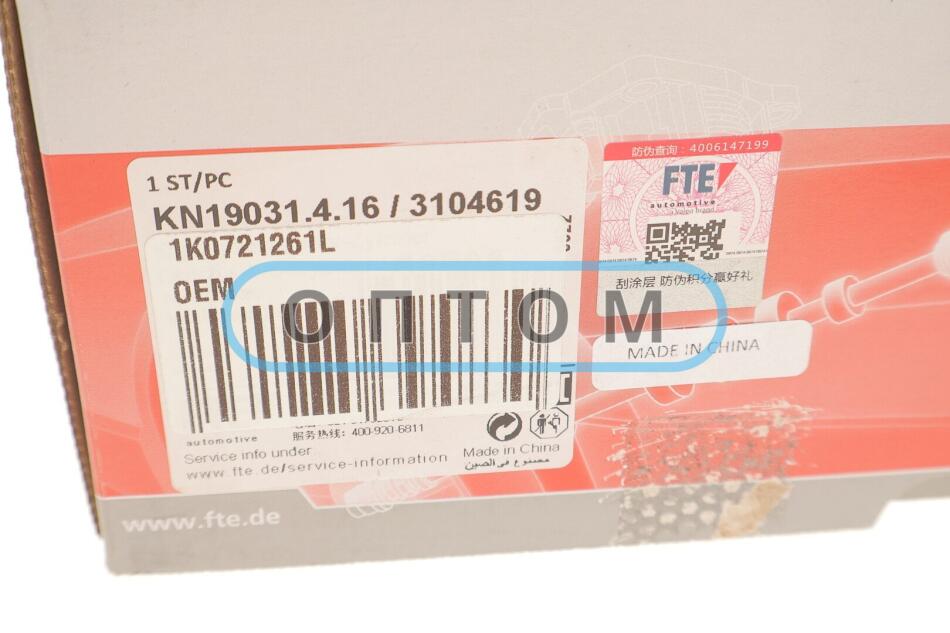 1 ST/PC
KN19031.4.16 / 3104619
1K0721261L
OEM
automotive
服务热线: 400-920-6811
Service info under
www.fte.de/service-information
Made in China
مصنوع في الصين
防伪查询: 4006147199
FTE
automotive
a Valeo brand
刮涂层 防伪积分赢好礼
MADE IN CHINA
ОПТОМ
www.fte.de